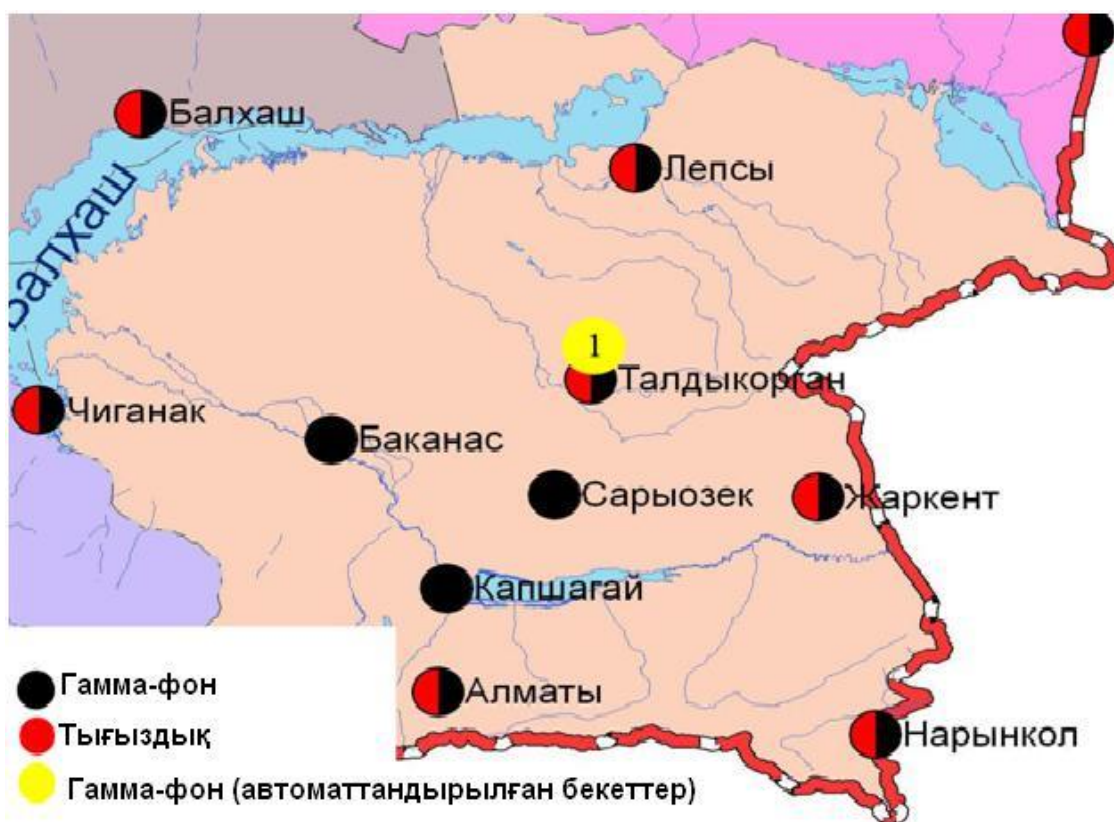 Балхаш
Лепсы
Балхаш
1
Талдыкорган
Чиганак
Баканас
Сарыозек
Жаркент
Капшагай
Алматы
Нарынкол
Гамма-фон
Тығыздық
Гамма-фон (автоматтандырылған бекеттер)